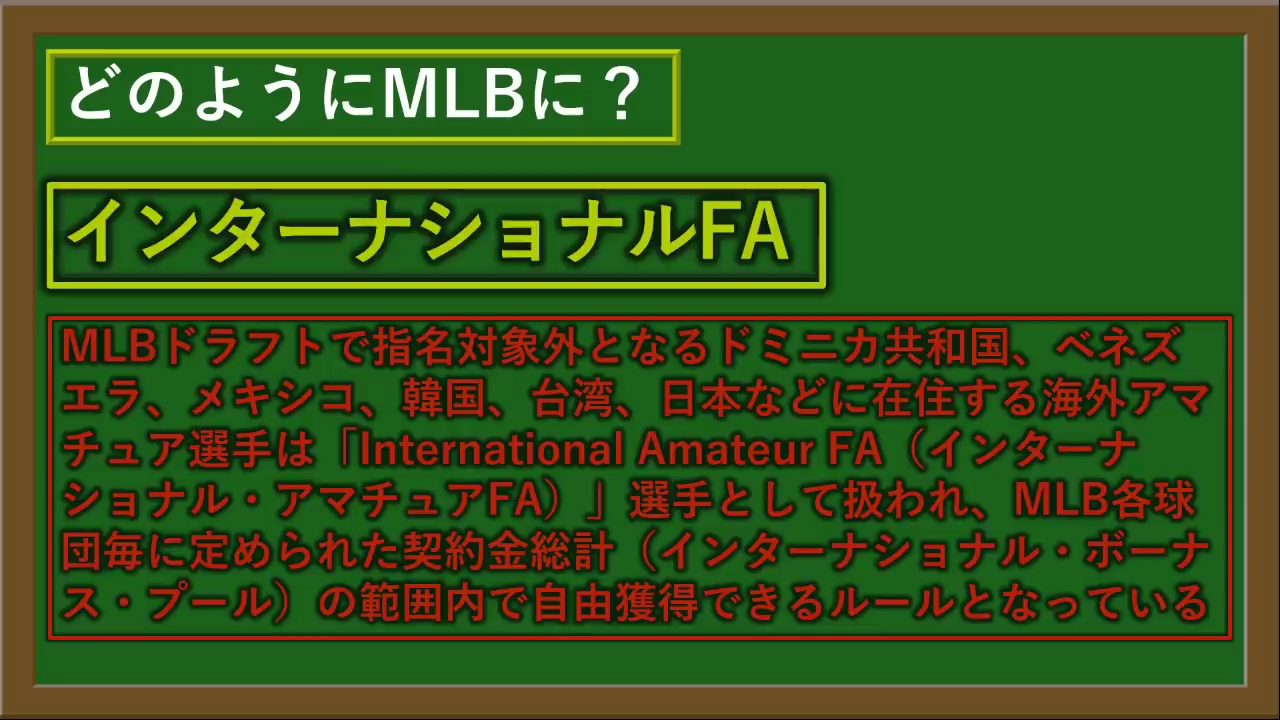 どのようにMLBに？
インターナショナルFA
MLBドラフトで指名対象外となるドミニカ共和国、ベネズ
エラ、メキシコ、韓国、台湾、日本などに在住する海外アマ
チュア選手は「International Amateur FA（インターナ
ショナル・アマチュアFA）」選手として扱われ、MLB各球
団毎に定められた契約金総計（インターナショナル・ボーナ
ス・プール）の範囲内で自由獲得できるルールとなっている